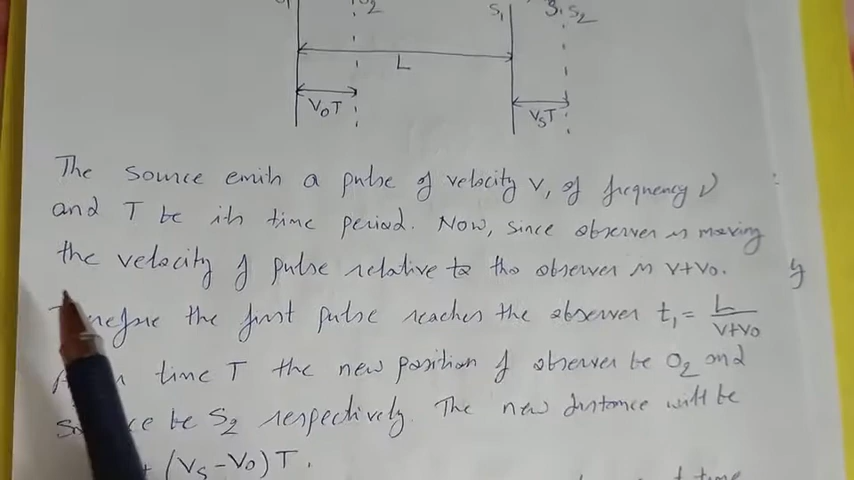 S₁ S₂ S₁ S₂
L
V₀T VₛT
The source emits a pulse of velocity V, of frequency ν
and T be its time period. Now, since observer is moving
the velocity of pulse relative to the observer is V+V₀.
Therefore the first pulse reaches the observer t₁ = L/(V+V₀)
time T the new position of observer be O₂ and
be S₂ respectively. The new distance will be
+ (Vₛ-V₀)T.